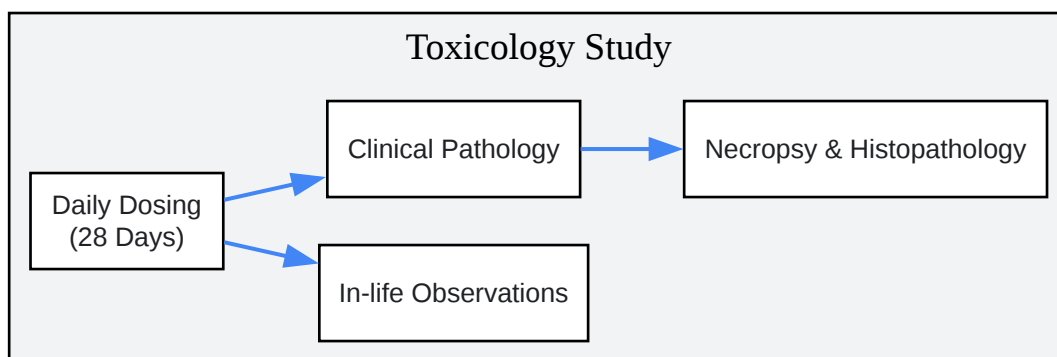 Toxicology Study
Clinical Pathology
Necropsy & Histopathology
Daily Dosing
(28 Days)
In-life Observations